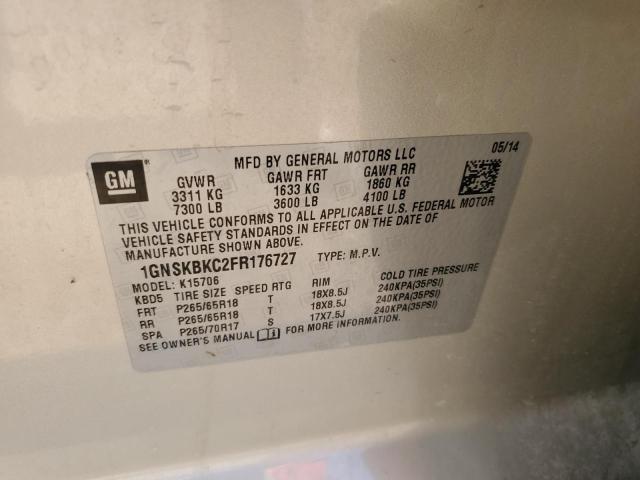 GM ®
MFD BY GENERAL MOTORS LLC 05/14
GVWR GAWR FRT GAWR RR
3311 KG 1633 KG 1860 KG
7300 LB 3600 LB 4100 LB
THIS VEHICLE CONFORMS TO ALL APPLICABLE U.S. FEDERAL MOTOR
VEHICLE SAFETY STANDARDS IN EFFECT ON THE DATE OF
MANUFACTURE SHOWN ABOVE.
1GNSKBKC2FR176727 TYPE: M.P.V.
MODEL: K15706
KBD5 TIRE SIZE SPEED RTG RIM COLD TIRE PRESSURE
FRT P265/65R18 T 18X8.5J 240KPA(35PSI)
RR P265/65R18 T 18X8.5J 240KPA(35PSI)
SPA P265/70R17 S 17X7.5J 240KPA(35PSI)
SEE OWNER'S MANUAL FOR MORE INFORMATION.